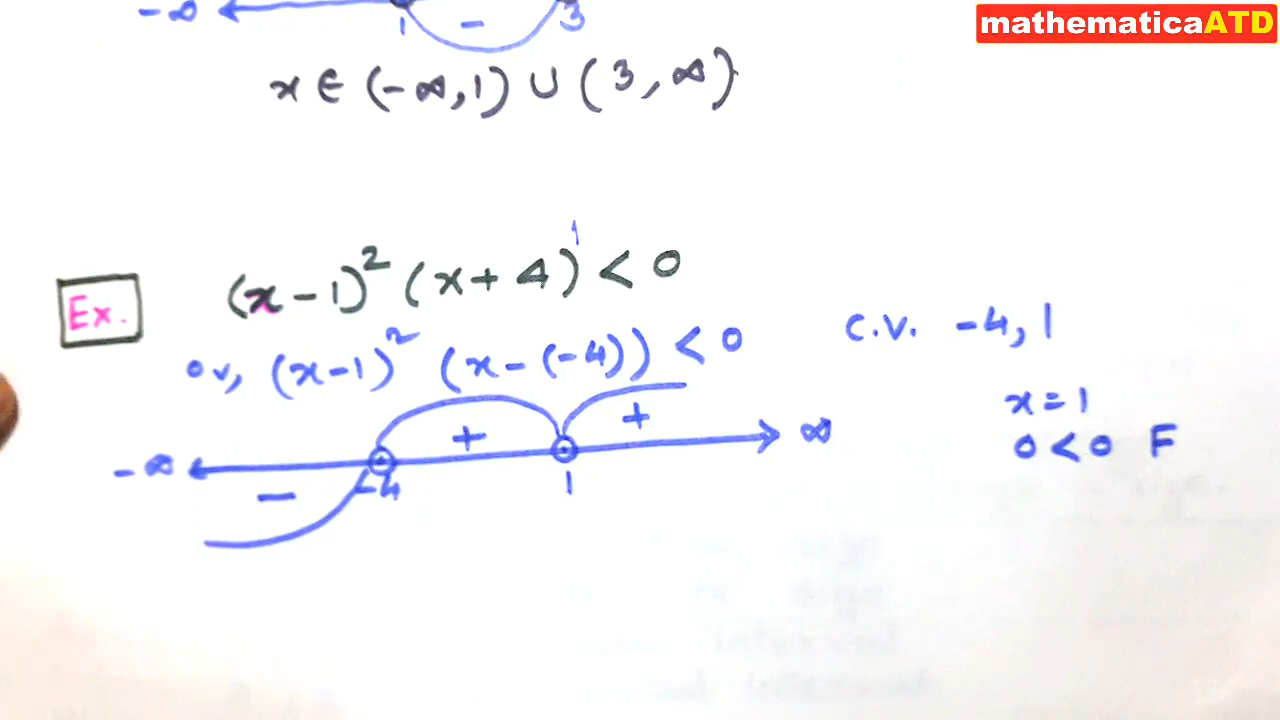 mathematicaATD
-∞ 1 - 3
x ∈ (-∞, 1) ∪ (3, ∞)
Ex. (x-1)² (x+4)¹ < 0
or, (x-1)² (x-(-4)) < 0
C.V. -4, 1
x = 1
0 < 0 F
+ +
-∞ ∞
- -4 1